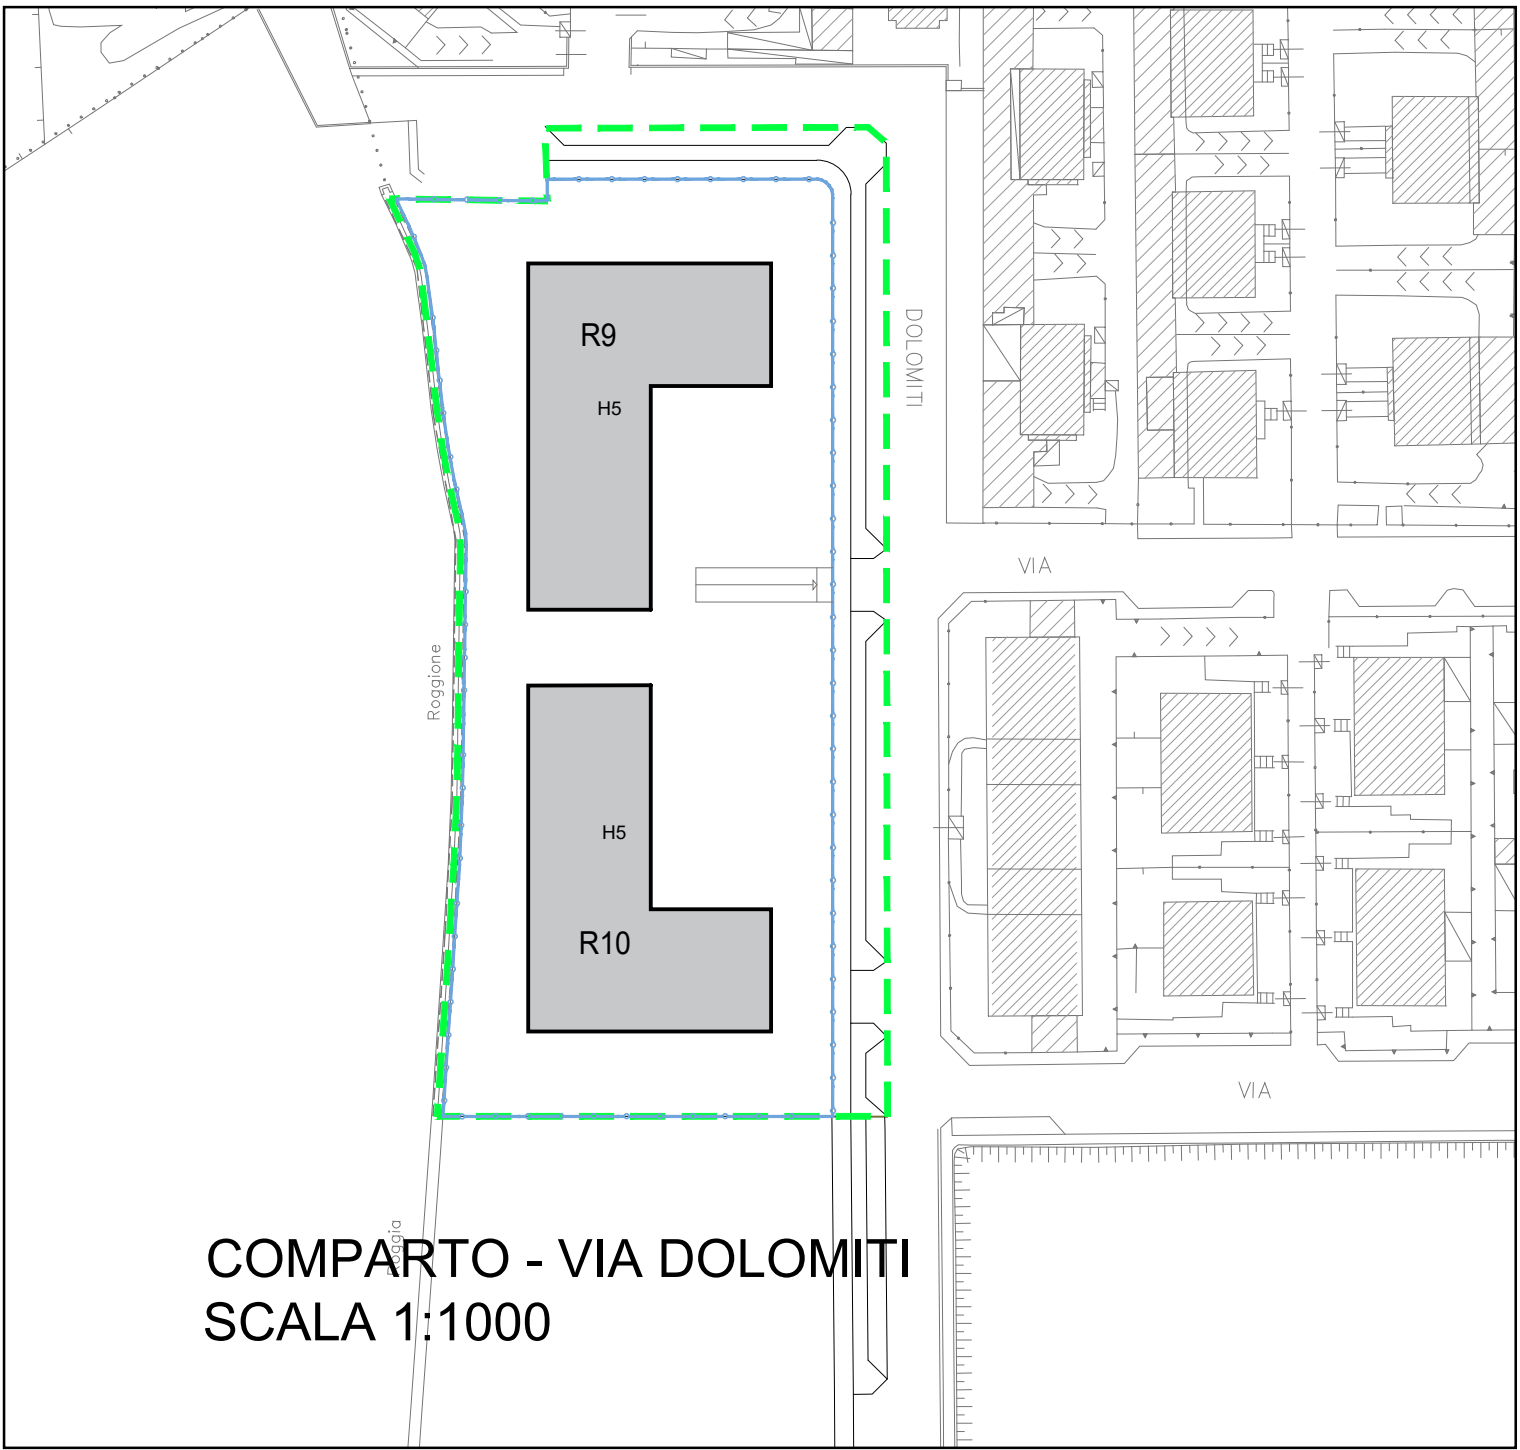 R9
H5
DOLOMITI
VIA
Roggione
H5
R10
VIA
Roggia
COMPARTO - VIA DOLOMITI
SCALA 1:1000